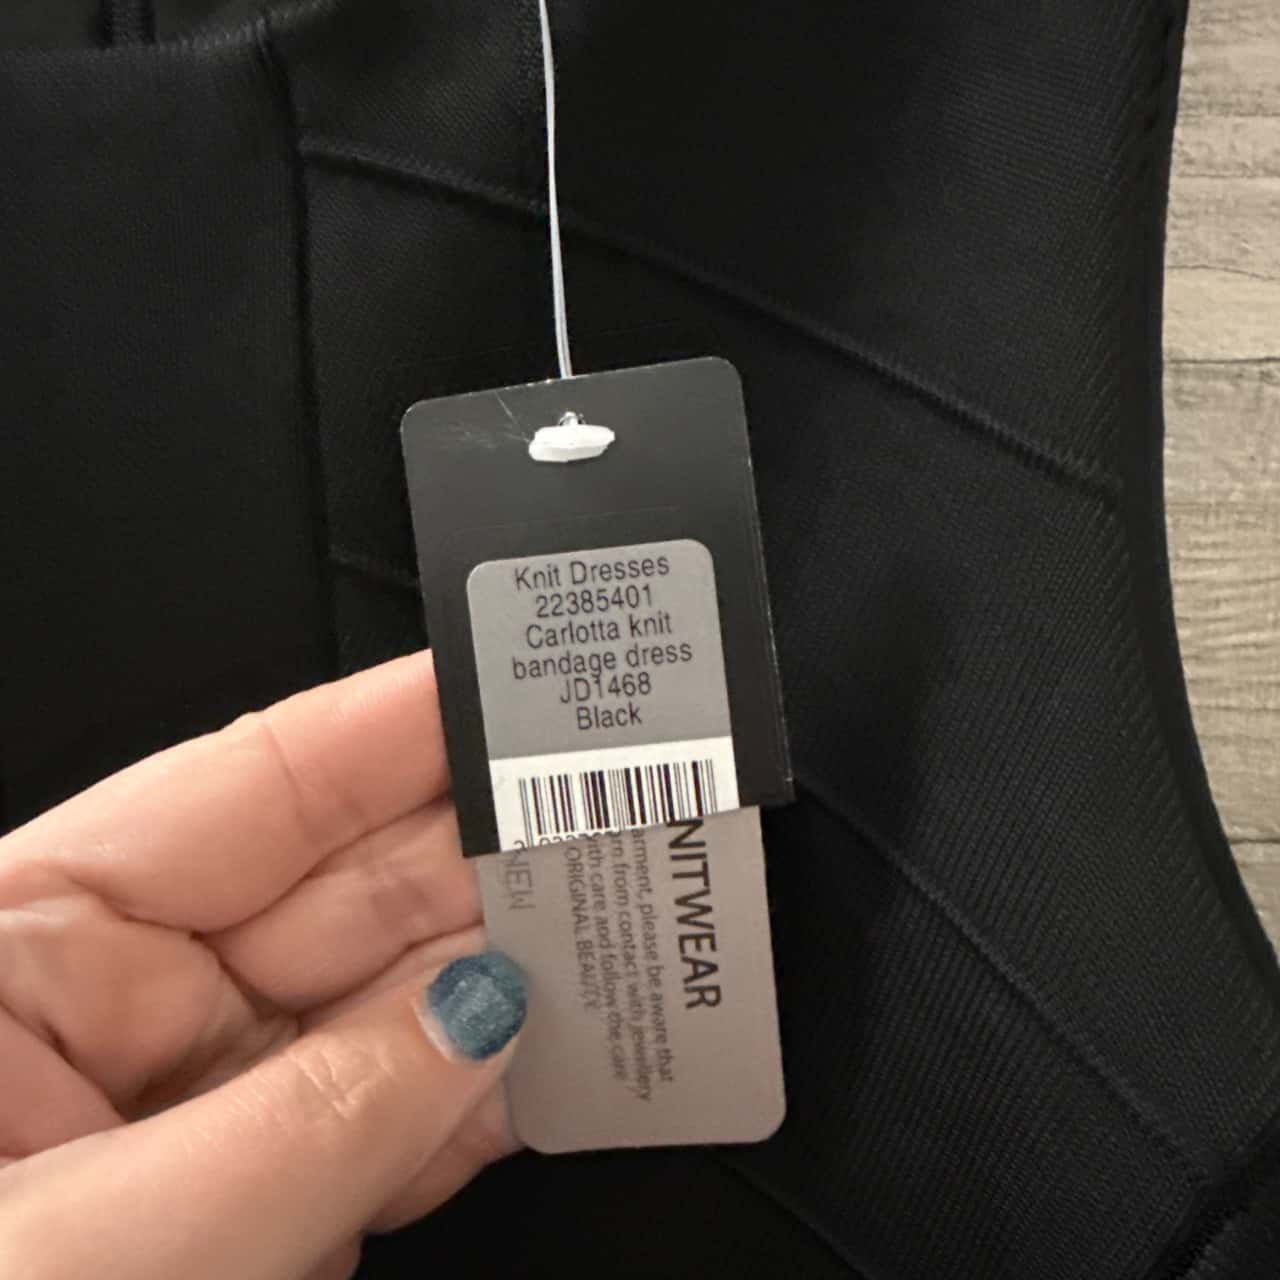 Knit Dresses
22385401
Carlotta knit
bandage dress
JD1468
Black
NITWEAR
arment, please be aware that
rn from contact with jewellery
ith care and follow the care
ORIGINAL BEAUTY.
NEW